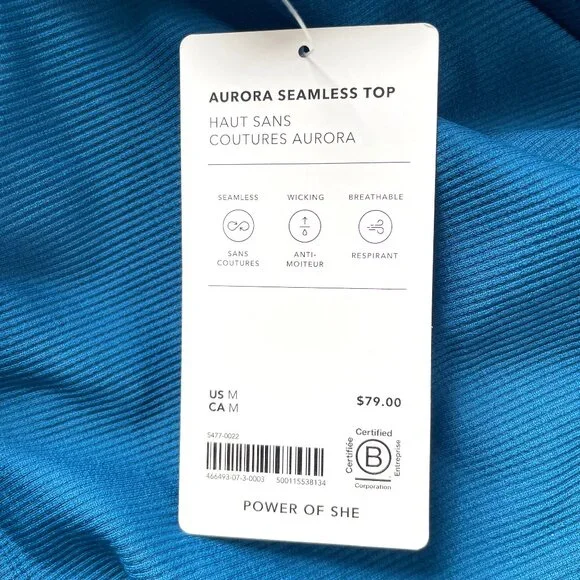 AURORA SEAMLESS TOP
HAUT SANS
COUTURES AURORA
SEAMLESS WICKING BREATHABLE
SANS
COUTURES
ANTI-
MOITEUR
RESPIRANT
US M
CA M
$79.00
5477-0022
466493-07-3-0003 500115538134
Certified
Certifiée
B
Entreprise
Corporation
POWER OF SHE